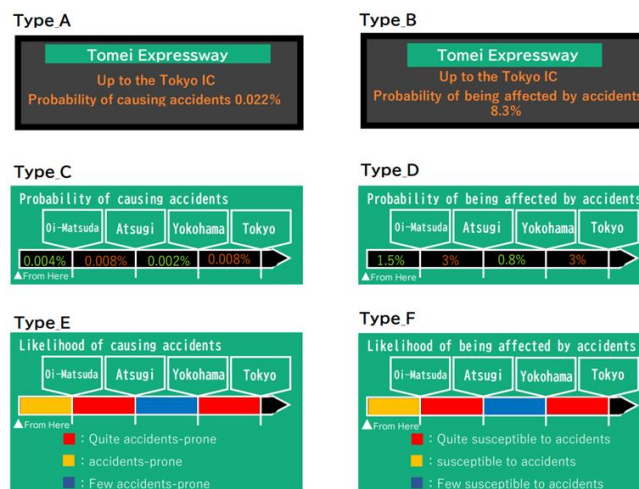 Type_A
Tomei Expressway
Up to the Tokyo IC
Probability of causing accidents 0.022%
Type_B
Tomei Expressway
Up to the Tokyo IC
Probability of being affected by accidents
8.3%
Type_C
Probability of causing accidents
Oi-Matsuda Atsugi Yokohama Tokyo
0.004% 0.008% 0.002% 0.008%
▲From Here
Type_D
Probability of being affected by accidents
Oi-Matsuda Atsugi Yokohama Tokyo
1.5% 3% 0.8% 3%
▲From Here
Type_E
Likelihood of causing accidents
Oi-Matsuda Atsugi Yokohama Tokyo
▲From Here
: Quite accidents-prone
: accidents-prone
: Few accidents-prone
Type_F
Likelihood of being affected by accidents
Oi-Matsuda Atsugi Yokohama Tokyo
▲From Here
: Quite susceptible to accidents
: susceptible to accidents
: Few susceptible to accidents